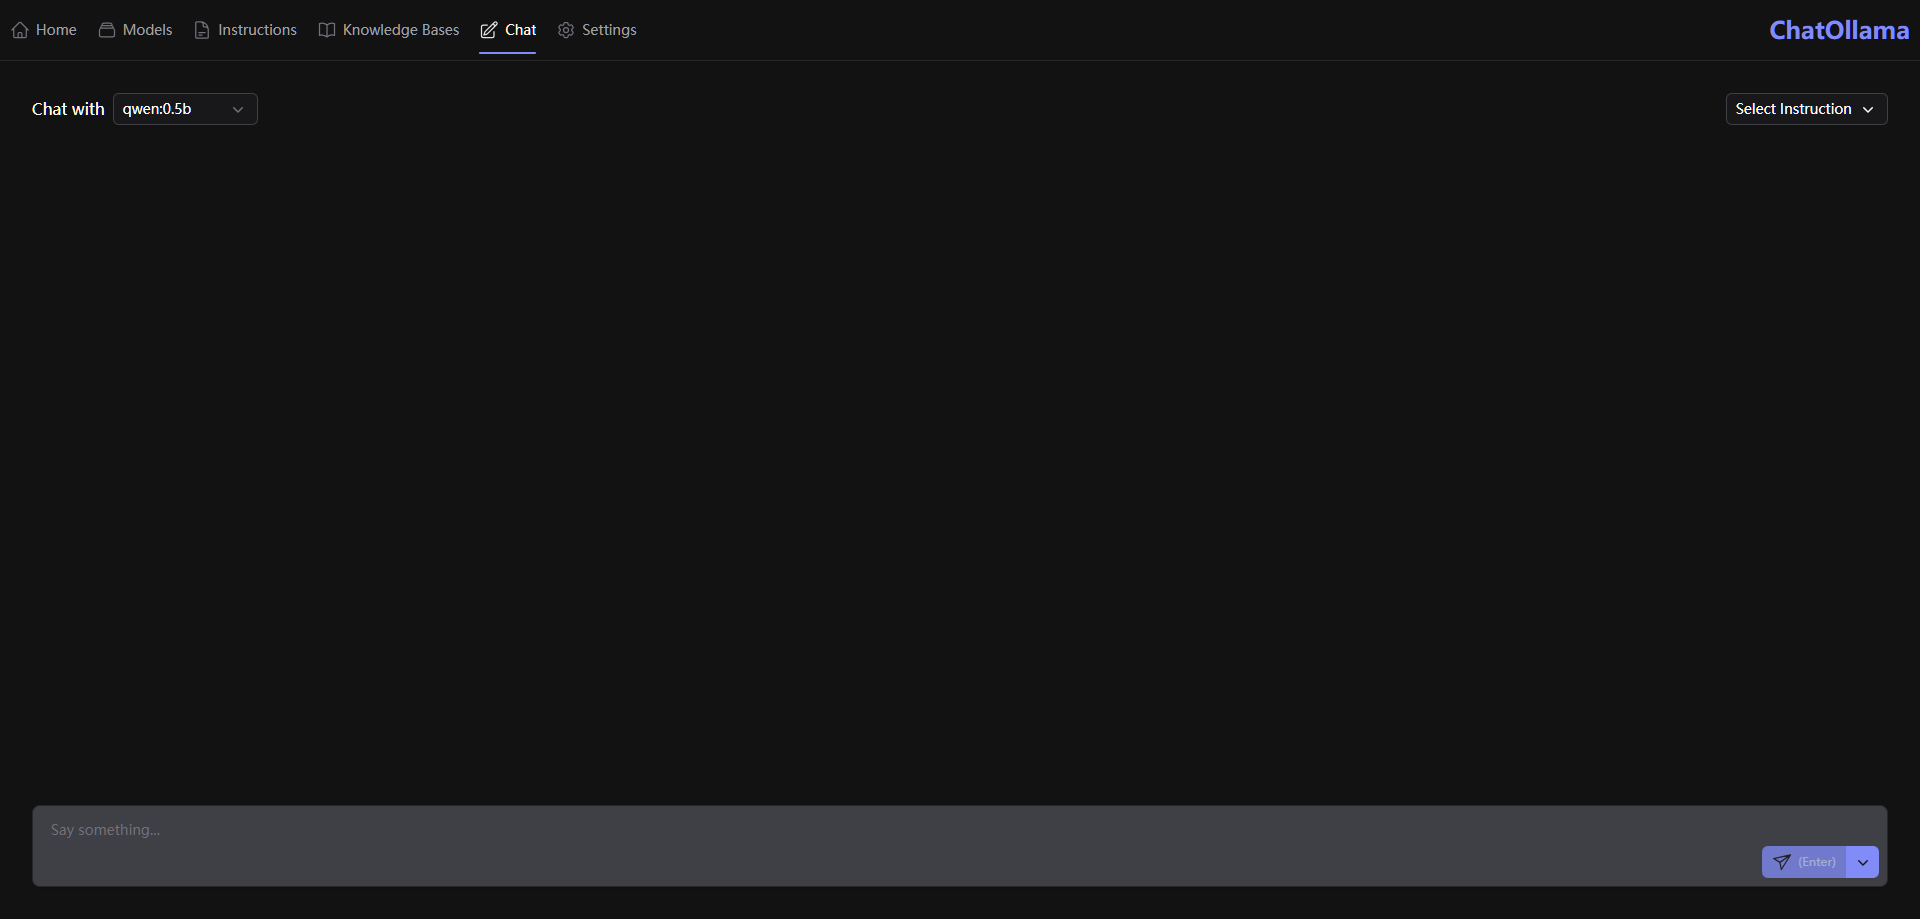 Home Models Instructions Knowledge Bases Chat Settings ChatOllama
Chat with qwen:0.5b Select Instruction
Say something...
(Enter)